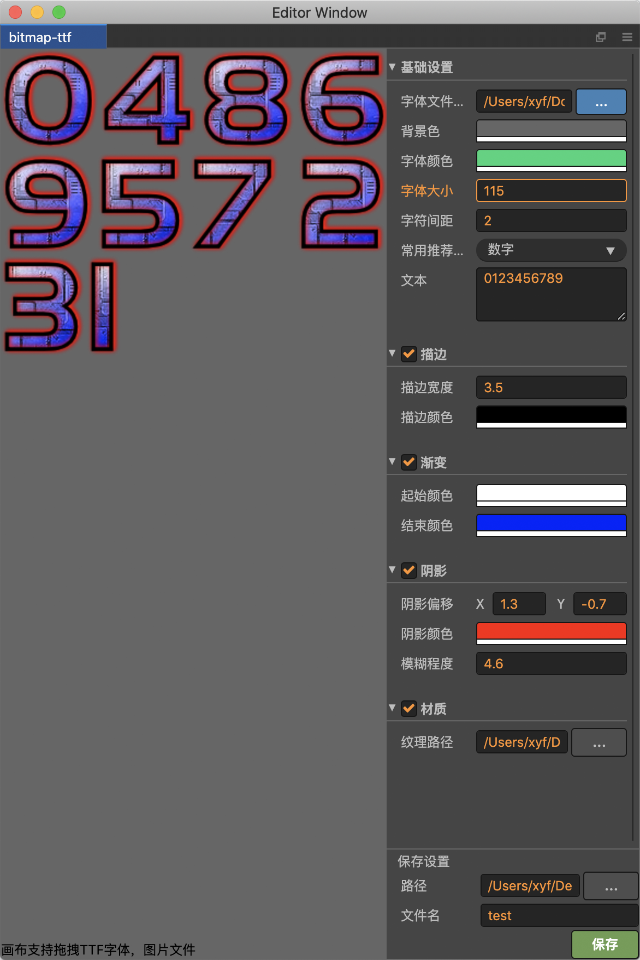 Editor Window
bitmap-ttf
0486
9572
31
画布支持拖拽TTF字体，图片文件
基础设置
字体文件... /Users/xyf/Dc ...
背景色
字体颜色
字体大小 115
字符间距 2
常用推荐... 数字
文本 0123456789
描边
描边宽度 3.5
描边颜色
渐变
起始颜色
结束颜色
阴影
阴影偏移 X 1.3 Y -0.7
阴影颜色
模糊程度 4.6
材质
纹理路径 /Users/xyf/D ...
保存设置
路径 /Users/xyf/De ...
文件名 test
保存